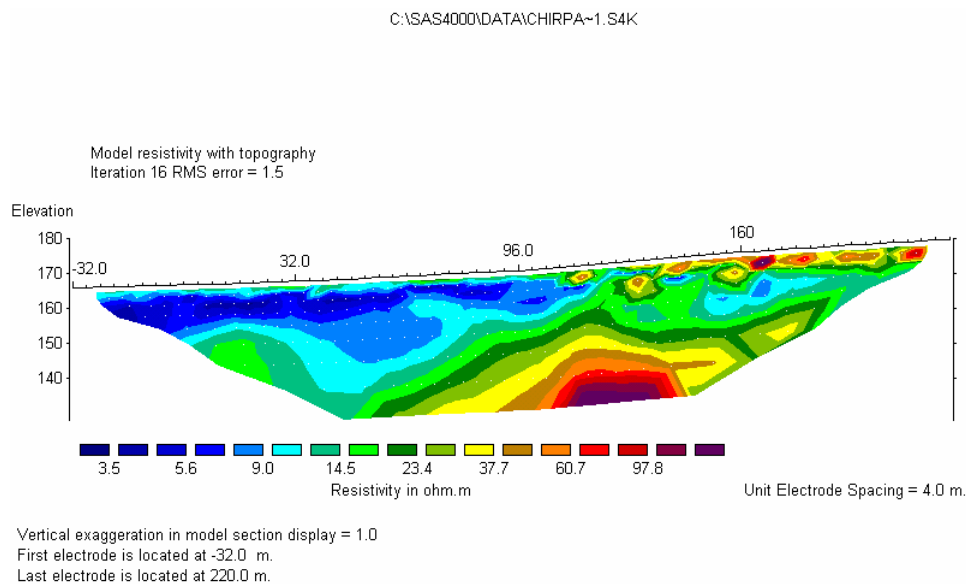 C:\SAS4000\DATA\CHIRPA~1.S4K
Model resistivity with topography
Iteration 16 RMS error = 1.5
Elevation
180
170
160
150
140
-32.0 32.0 96.0 160
3.5 5.6 9.0 14.5 23.4 37.7 60.7 97.8
Resistivity in ohm.m
Unit Electrode Spacing = 4.0 m.
Vertical exaggeration in model section display = 1.0
First electrode is located at -32.0 m.
Last electrode is located at 220.0 m.